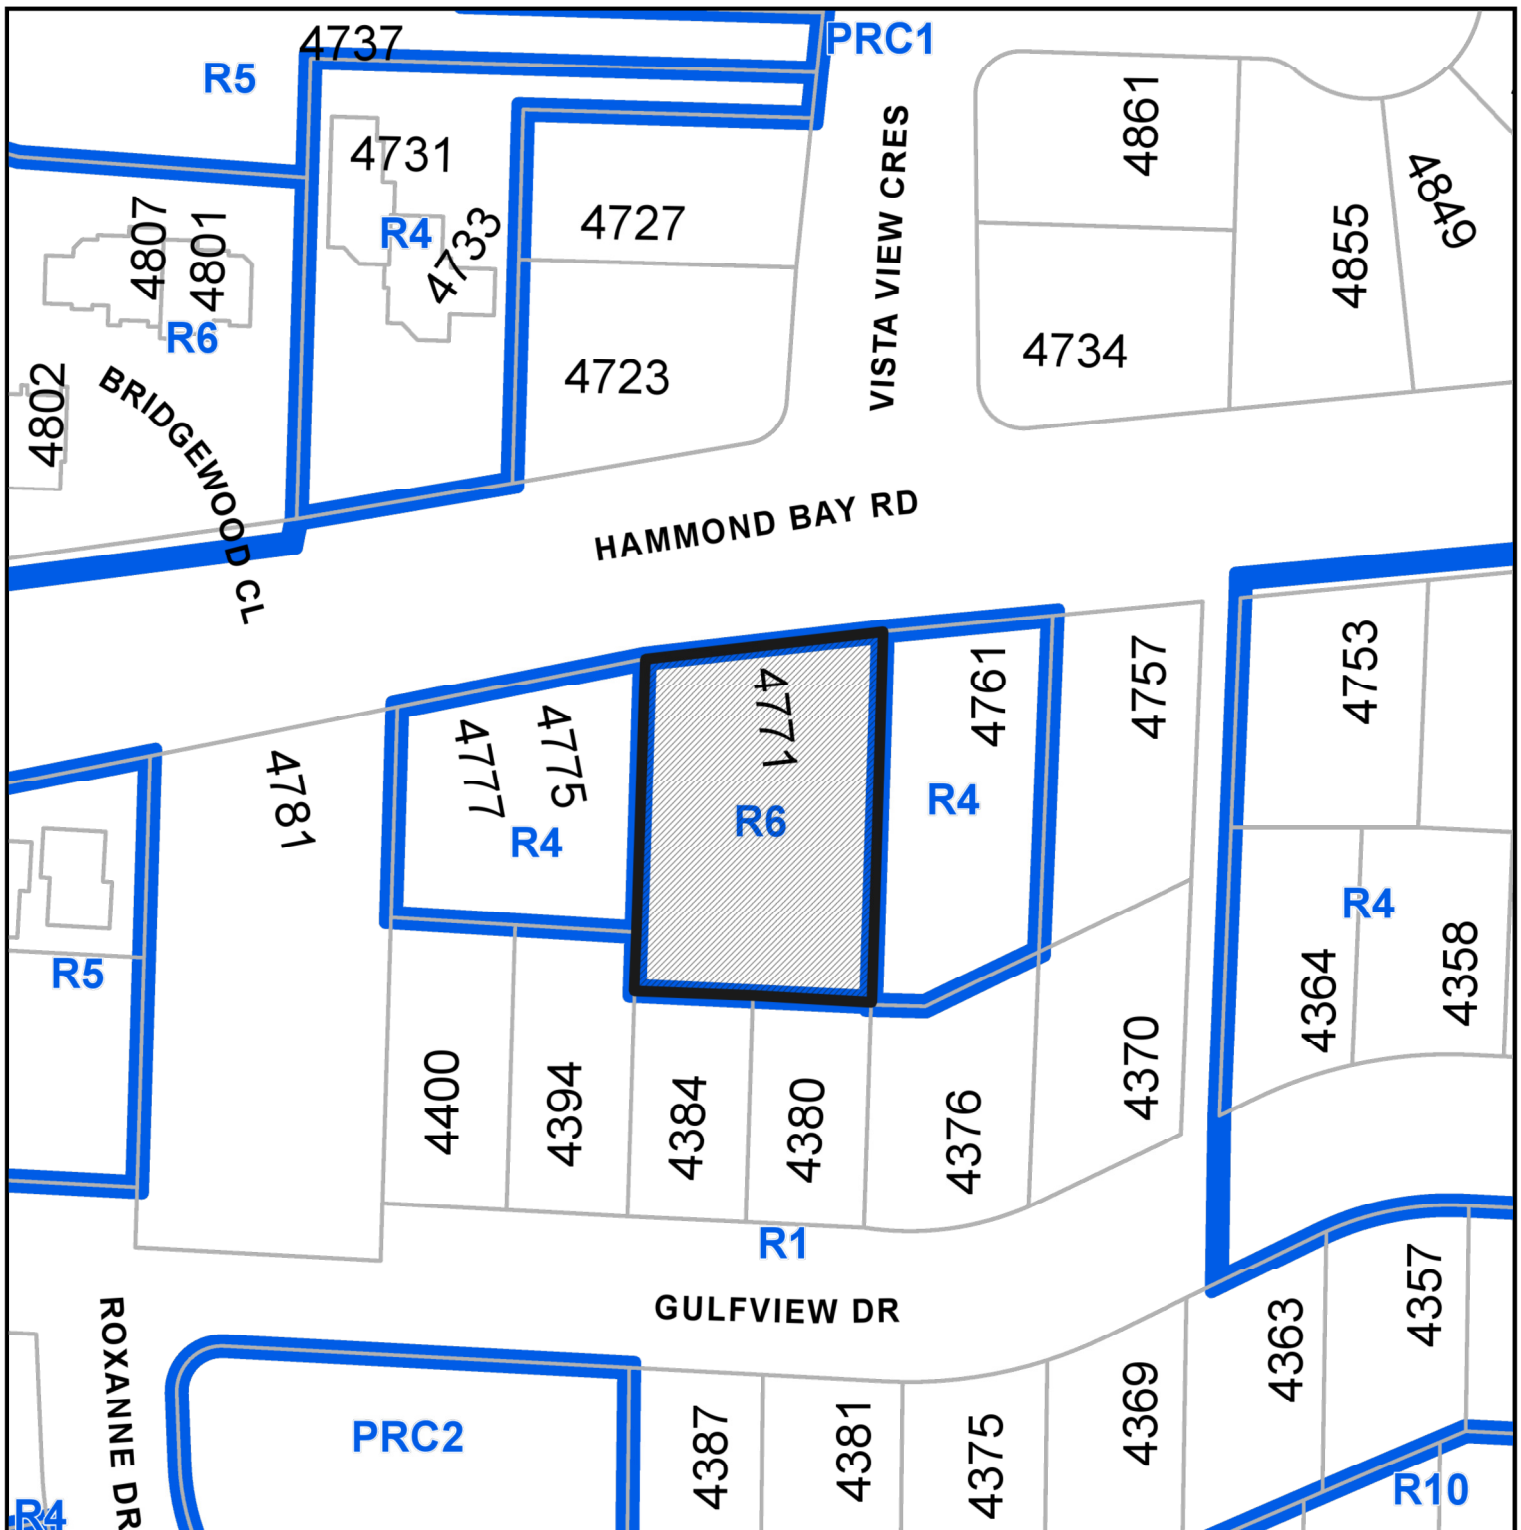 4737
PRC1
R5
4731
4733
R4
4727
VISTA VIEW CRES
4861
4849
4855
4807
4801
R6
4802
BRIDGEWOOD CL
4723
4734
HAMMOND BAY RD
4771
4761
4757
4753
4781
4777
4775
R4
R6
R4
R4
R5
4364
4358
4400
4394
4384
4380
4376
4370
R1
GULFVIEW DR
ROXANNE DR
PRC2
4387
4381
4375
4369
4363
4357
R10
R4